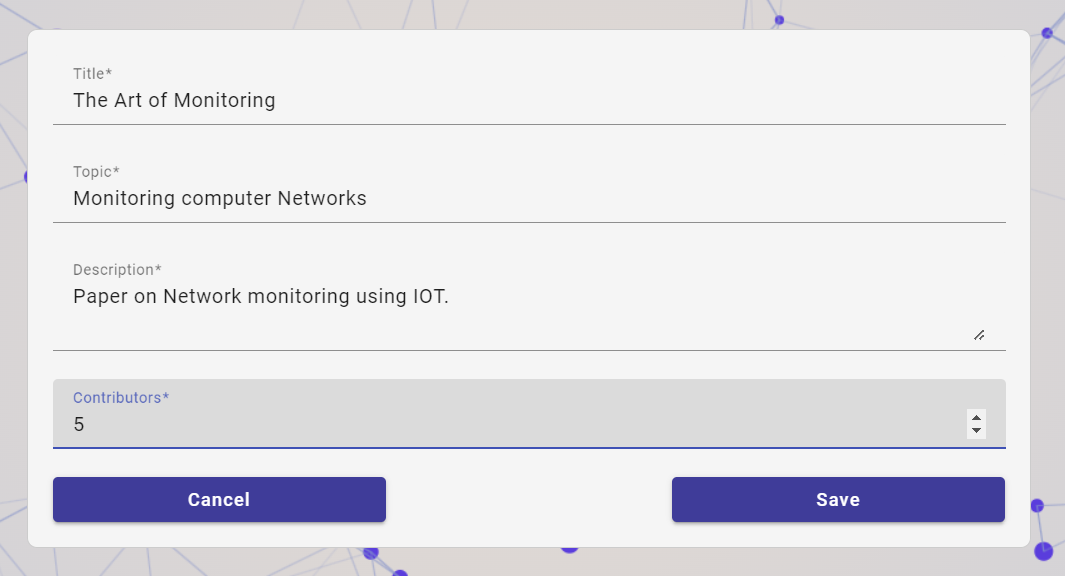 Title*
The Art of Monitoring
Topic*
Monitoring computer Networks
Description*
Paper on Network monitoring using IOT.
Contributors*
5
Cancel Save